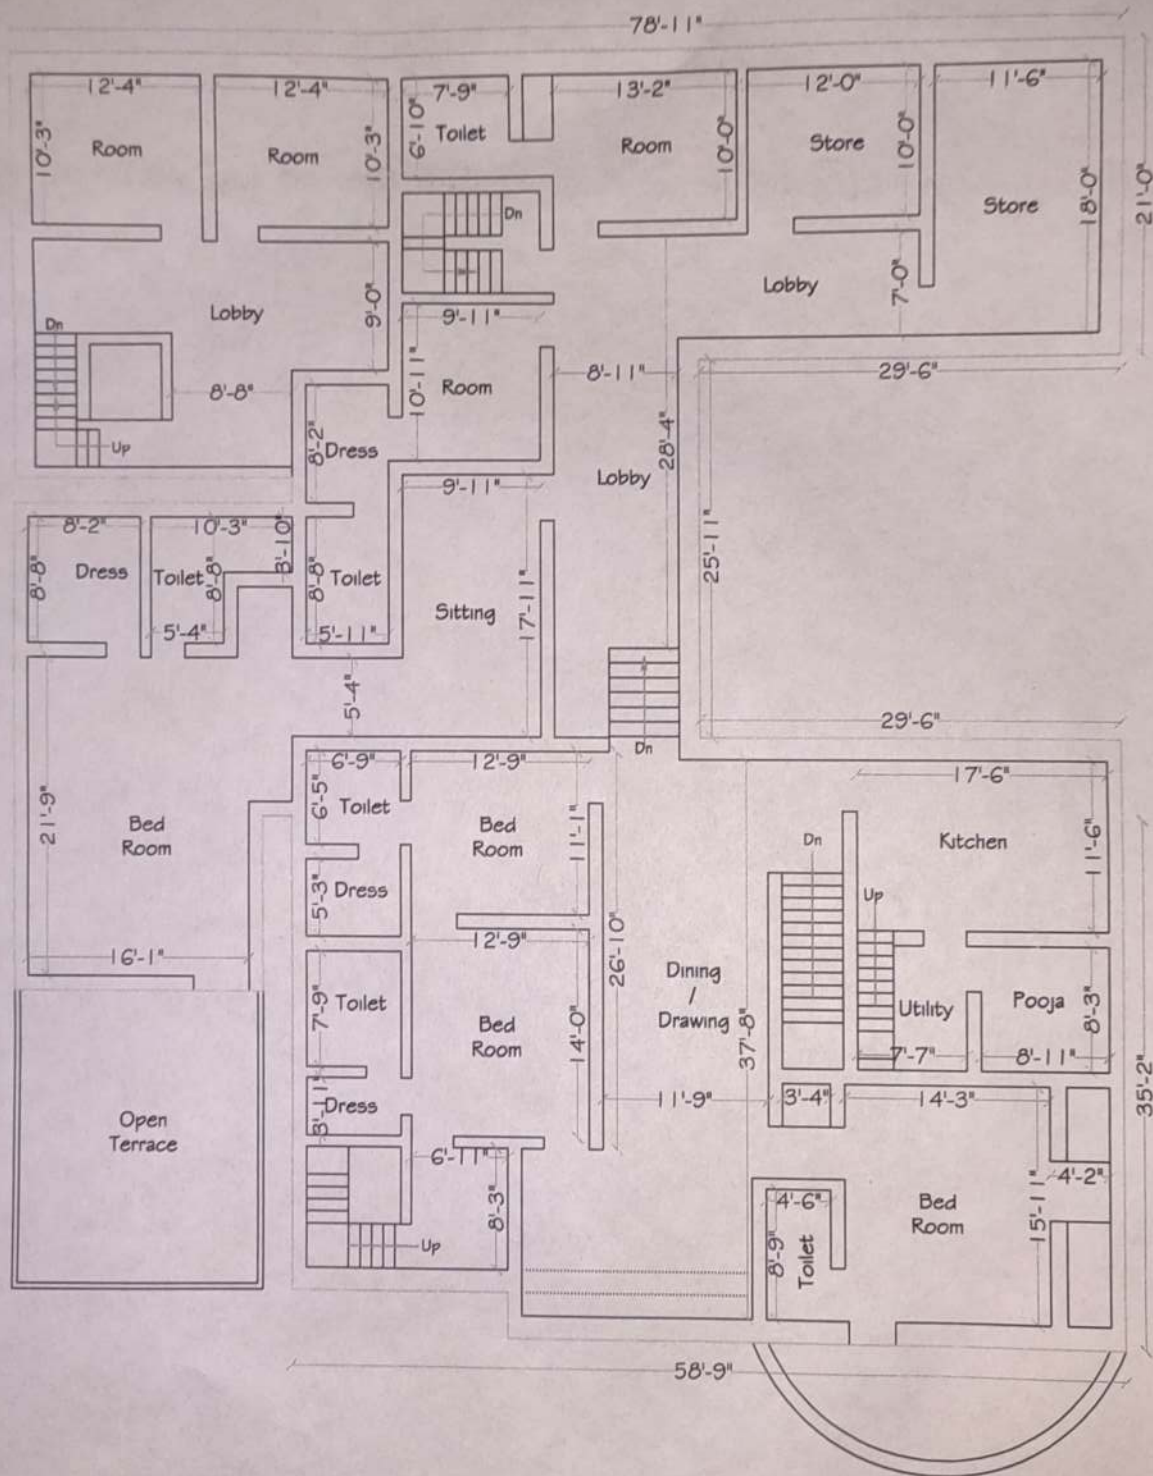 78'-11"
12'-4"
12'-4"
7'-9"
13'-2"
12'-0"
11'-6"
10'-3"
Room
Room
10'-3"
6'-10"
Toilet
Room
10'-0"
Store
10'-0"
Store
18'-0"
21'-0"
Dn
Lobby
9'-0"
9'-11"
Lobby
7'-0"
Dn
8'-8"
Up
10'-11"
Room
8'-11"
29'-6"
8'-2"
Dress
9'-11"
28'-4"
Lobby
25'-11"
8'-2"
10'-3"
3'-10"
8'-8"
Dress
Toilet
8'-8"
8'-8"
Toilet
5'-4"
5'-11"
Sitting
17'-11"
5'-4"
29'-6"
Dn
6'-9"
12'-9"
17'-6"
21'-9"
Bed
Room
6'-5"
Toilet
Bed
Room
11'-1"
Dn
Kitchen
11'-6"
5'-3"
Dress
Up
16'-1"
12'-9"
26'-10"
7'-9"
Toilet
Bed
Room
14'-0"
Dining
/
Drawing
37'-8"
Utility
Pooja
8'-3"
7'-7"
8'-11"
35'-2"
3'-11"
Dress
11'-9"
3'-4"
14'-3"
Open
Terrace
6'-11"
8'-3"
Up
4'-6"
8'-9"
Toilet
Bed
Room
15'-11"
4'-2"
58'-9"